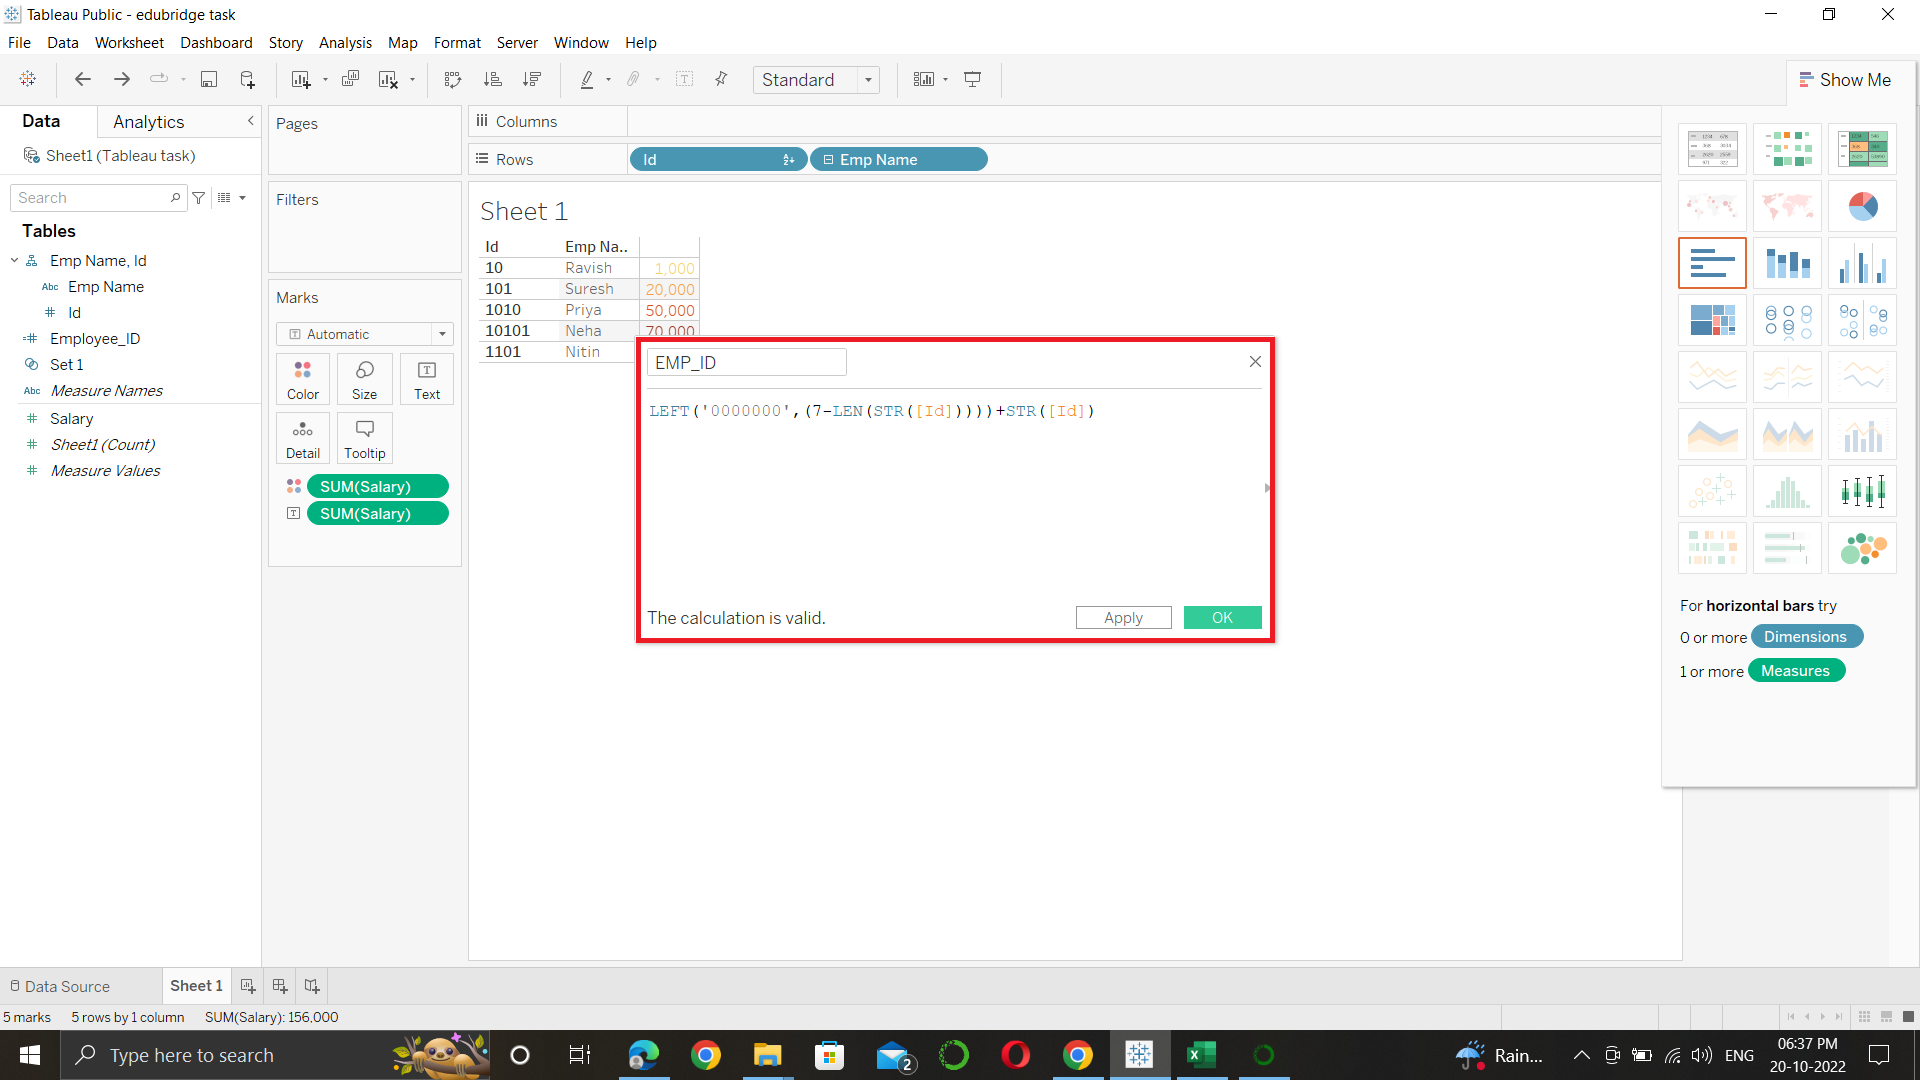 Tableau Public - edubridge task
File Data Worksheet Dashboard Story Analysis Map Format Server Window Help
Standard
Show Me
Data Analytics
Sheet1 (Tableau task)
Search
Tables
Emp Name, Id
Abc Emp Name
Id
Employee_ID
Set 1
Abc Measure Names
Salary
Sheet1 (Count)
Measure Values
Pages
Filters
Marks
Automatic
Color Size Text
Detail Tooltip
SUM(Salary)
SUM(Salary)
Columns
Rows Id Emp Name
Sheet 1
Id Emp Na..
10 Ravish 1,000
101 Suresh 20,000
1010 Priya 50,000
10101 Neha 70,000
1101 Nitin
EMP_ID
LEFT('0000000',(7-LEN(STR([Id]))))+STR([Id])
The calculation is valid.
Apply OK
For horizontal bars try
0 or more Dimensions
1 or more Measures
Data Source Sheet 1
5 marks 5 rows by 1 column SUM(Salary): 156,000
Type here to search
2
Rain...
ENG
06:37 PM
20-10-2022